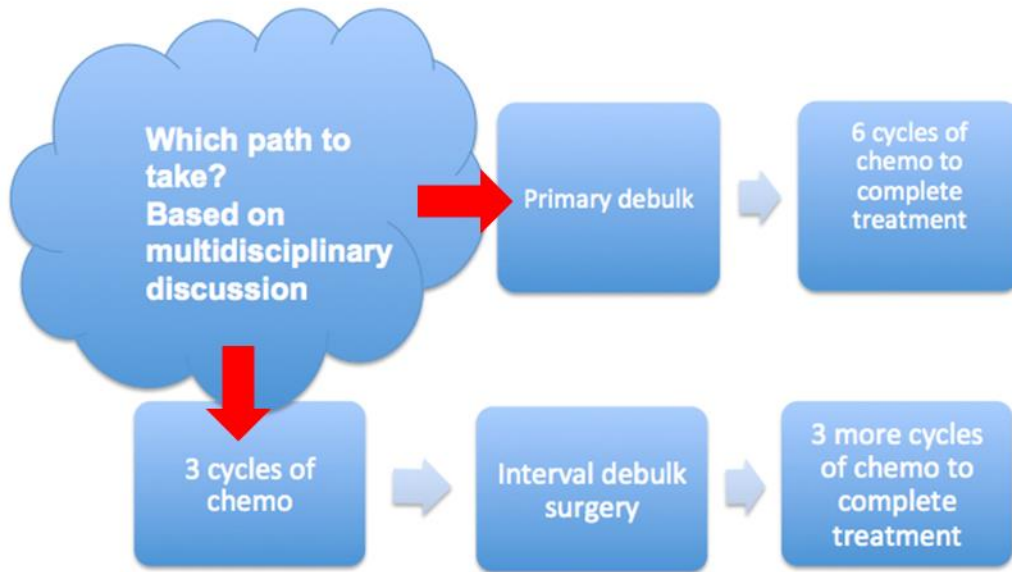 Which path to
take?
Based on
multidisciplinary
discussion
Primary debulk
6 cycles of
chemo to
complete
treatment
3 cycles of
chemo
Interval debulk
surgery
3 more cycles
of chemo to
complete
treatment